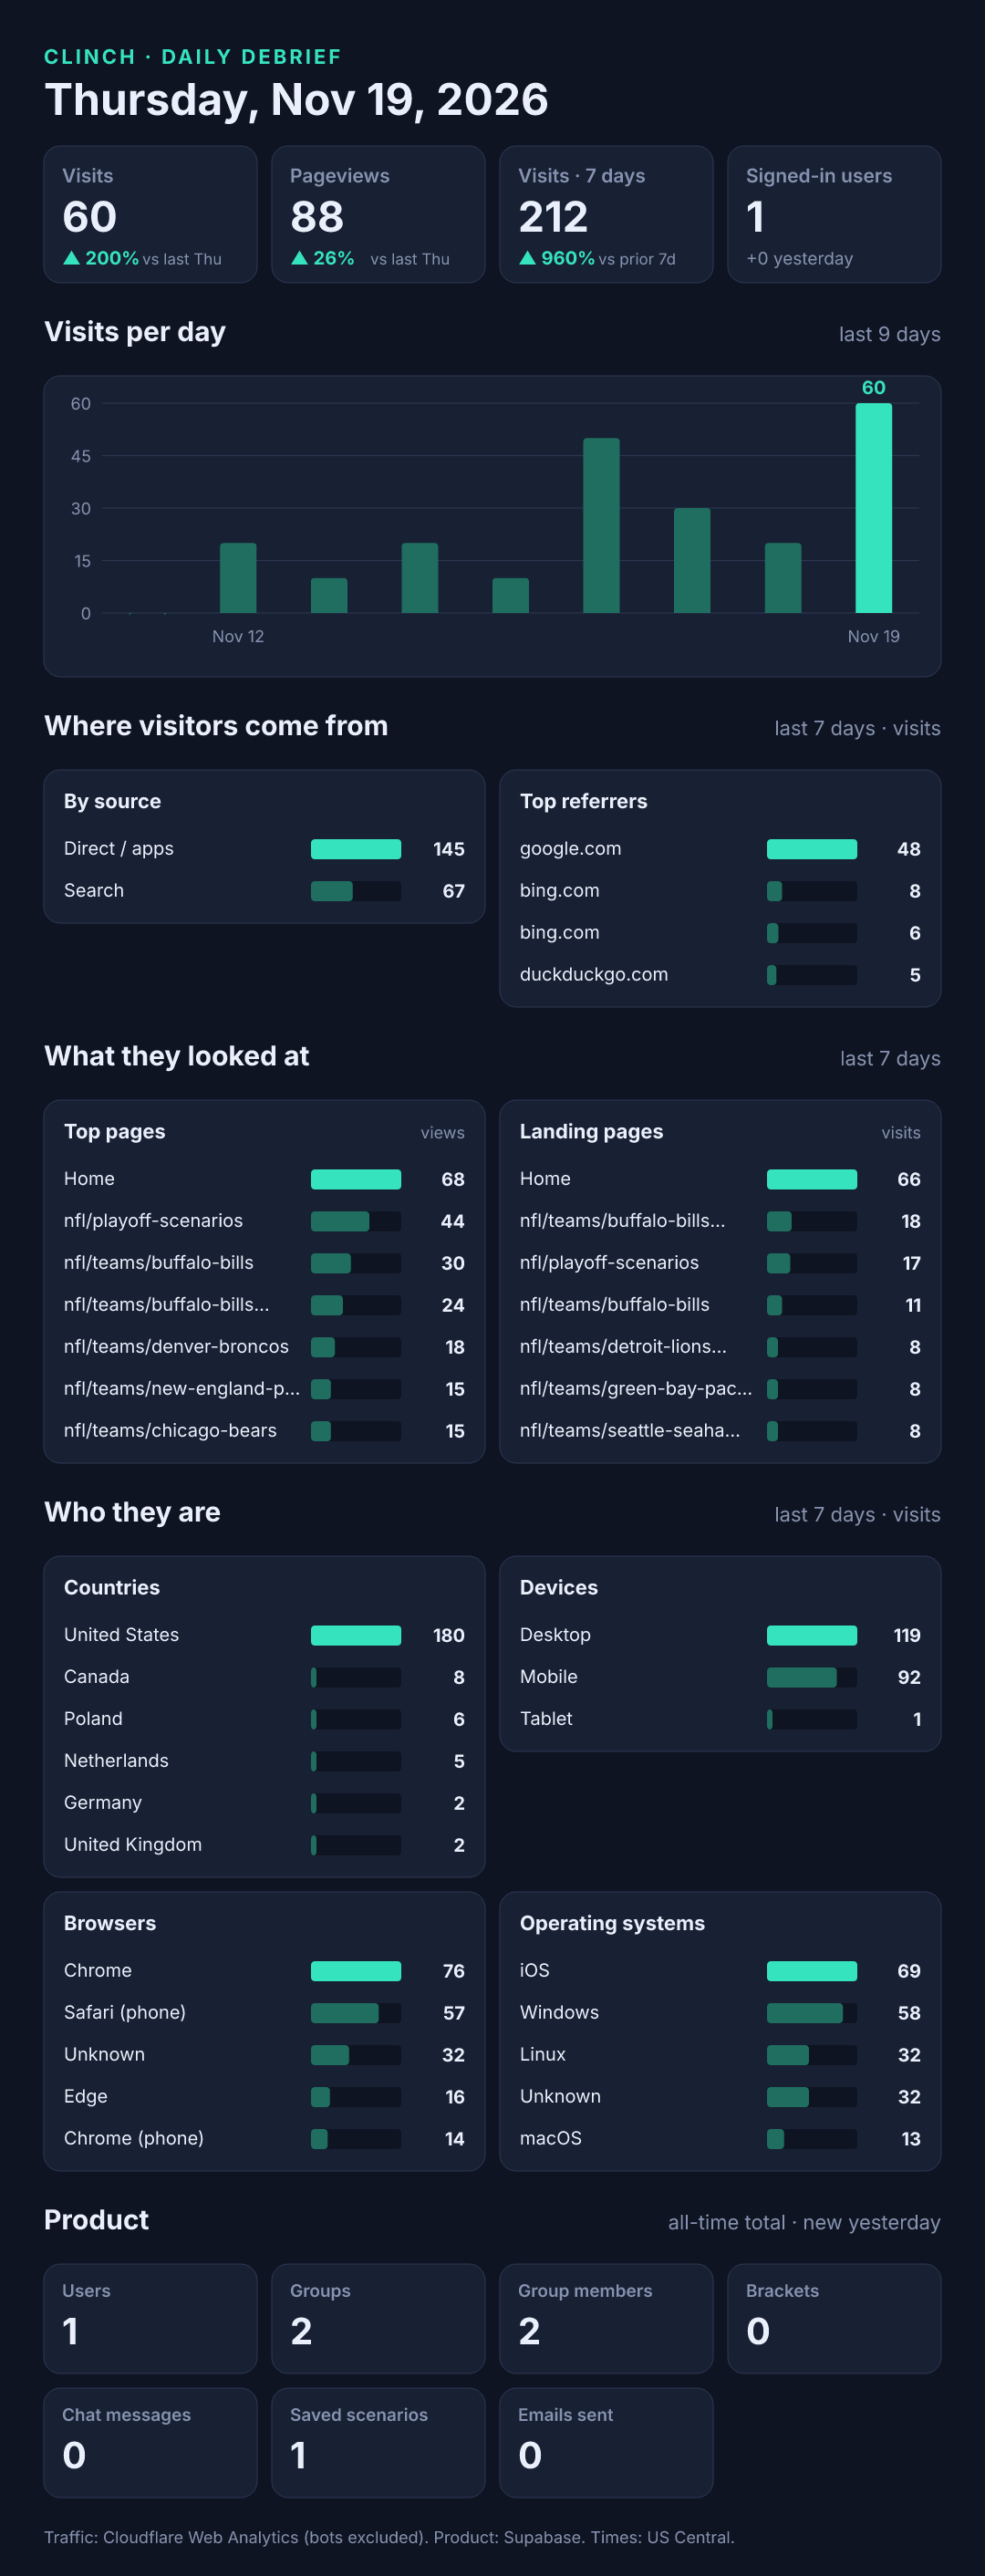 CLINCH · DAILY DEBRIEF
Thursday, Nov 19, 2026
Visits
60
▲ 200% vs last Thu
Pageviews
88
▲ 26% vs last Thu
Visits · 7 days
212
▲ 960% vs prior 7d
Signed-in users
1
+0 yesterday
Visits per day
last 9 days
60
60
45
30
15
0
Nov 12
Nov 19
Where visitors come from
last 7 days · visits
By source
Direct / apps 145
Search 67
Top referrers
google.com 48
bing.com 8
bing.com 6
duckduckgo.com 5
What they looked at
last 7 days
Top pages views
Home 68
nfl/playoff-scenarios 44
nfl/teams/buffalo-bills 30
nfl/teams/buffalo-bills... 24
nfl/teams/denver-broncos 18
nfl/teams/new-england-p... 15
nfl/teams/chicago-bears 15
Landing pages visits
Home 66
nfl/teams/buffalo-bills... 18
nfl/playoff-scenarios 17
nfl/teams/buffalo-bills 11
nfl/teams/detroit-lions... 8
nfl/teams/green-bay-pac... 8
nfl/teams/seattle-seaha... 8
Who they are
last 7 days · visits
Countries
United States 180
Canada 8
Poland 6
Netherlands 5
Germany 2
United Kingdom 2
Devices
Desktop 119
Mobile 92
Tablet 1
Browsers
Chrome 76
Safari (phone) 57
Unknown 32
Edge 16
Chrome (phone) 14
Operating systems
iOS 69
Windows 58
Linux 32
Unknown 32
macOS 13
Product
all-time total · new yesterday
Users
1
Groups
2
Group members
2
Brackets
0
Chat messages
0
Saved scenarios
1
Emails sent
0
Traffic: Cloudflare Web Analytics (bots excluded). Product: Supabase. Times: US Central.